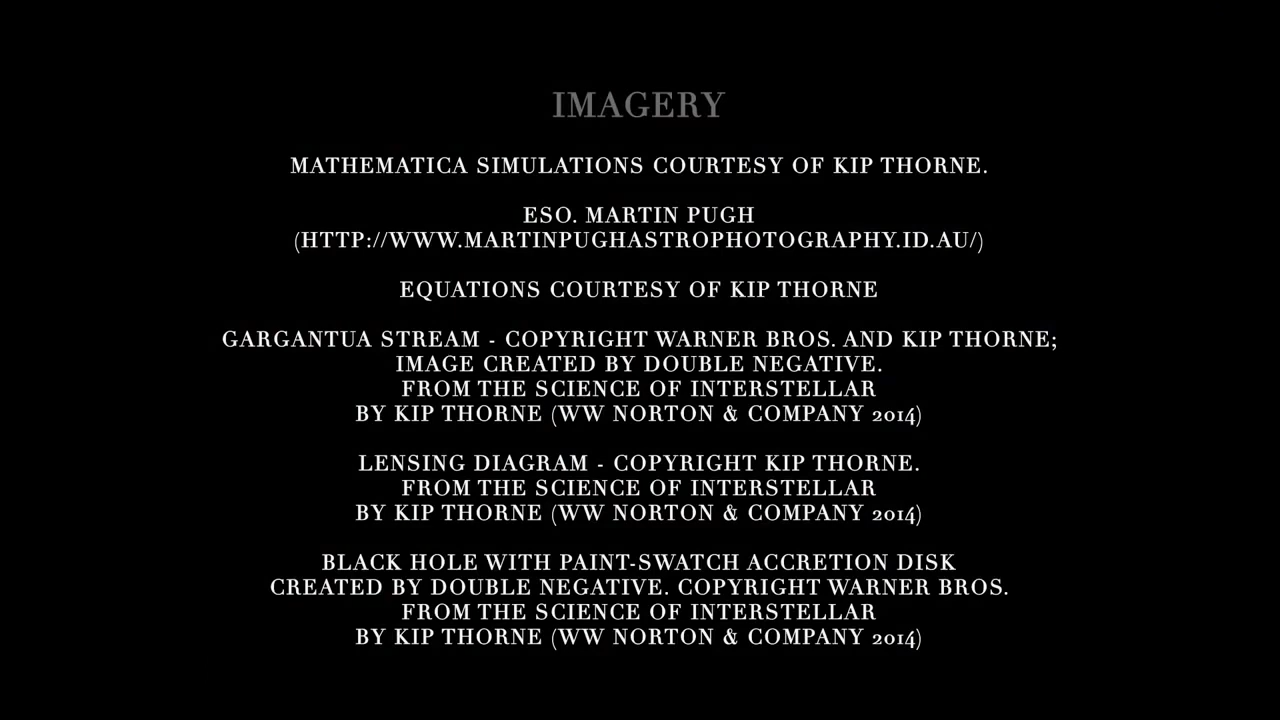 IMAGERY
MATHEMATICA SIMULATIONS COURTESY OF KIP THORNE.
ESO. MARTIN PUGH
(HTTP://WWW.MARTINPUGHASTROPHOTOGRAPHY.ID.AU/)
EQUATIONS COURTESY OF KIP THORNE
GARGANTUA STREAM - COPYRIGHT WARNER BROS. AND KIP THORNE;
IMAGE CREATED BY DOUBLE NEGATIVE.
FROM THE SCIENCE OF INTERSTELLAR
BY KIP THORNE (WW NORTON & COMPANY 2014)
LENSING DIAGRAM - COPYRIGHT KIP THORNE.
FROM THE SCIENCE OF INTERSTELLAR
BY KIP THORNE (WW NORTON & COMPANY 2014)
BLACK HOLE WITH PAINT-SWATCH ACCRETION DISK
CREATED BY DOUBLE NEGATIVE. COPYRIGHT WARNER BROS.
FROM THE SCIENCE OF INTERSTELLAR
BY KIP THORNE (WW NORTON & COMPANY 2014)